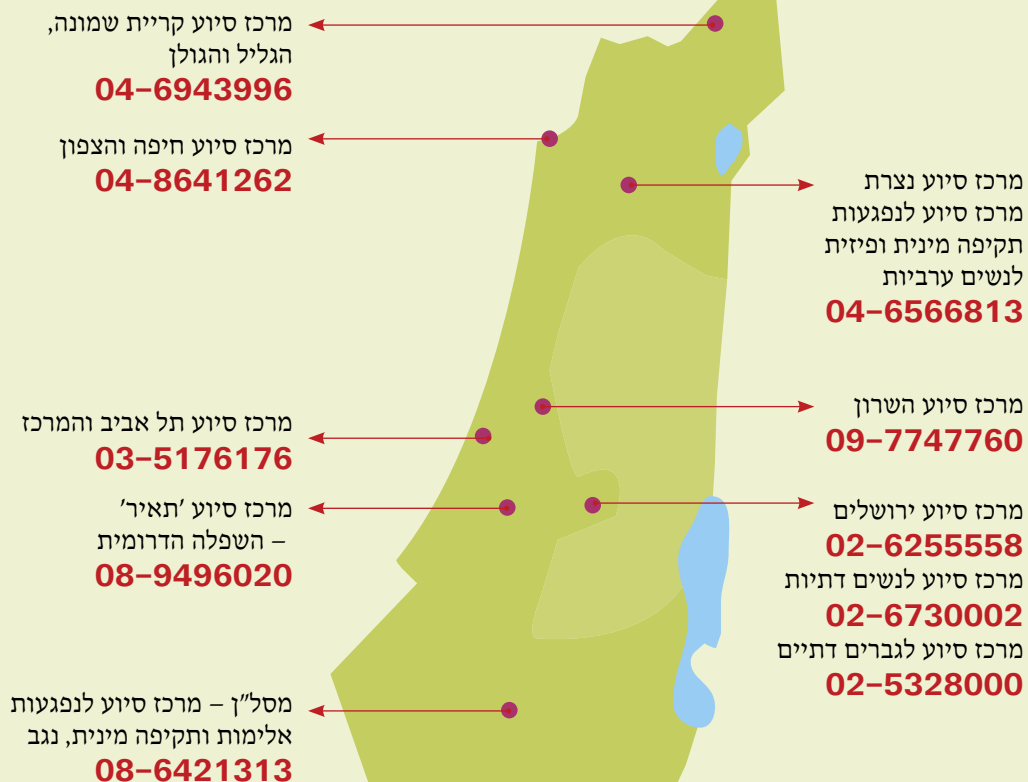 מרכז סיוע קריית שמונה,
הגליל והגולן
04–6943996
מרכז סיוע חיפה והצפון
04–8641262
מרכז סיוע נצרת
מרכז סיוע לנפגעות
תקיפה מינית ופיזית
לנשים ערביות
04–6566813
מרכז סיוע השרון
09–7747760
מרכז סיוע תל אביב והמרכז
03–5176176
מרכז סיוע 'תאיר'
– השפלה הדרומית
08–9496020
מרכז סיוע ירושלים
02–6255558
מרכז סיוע לנשים דתיות
02–6730002
מרכז סיוע לגברים דתיים
02–5328000
מסל"ן – מרכז סיוע לנפגעות
אלימות ותקיפה מינית, נגב
08–6421313